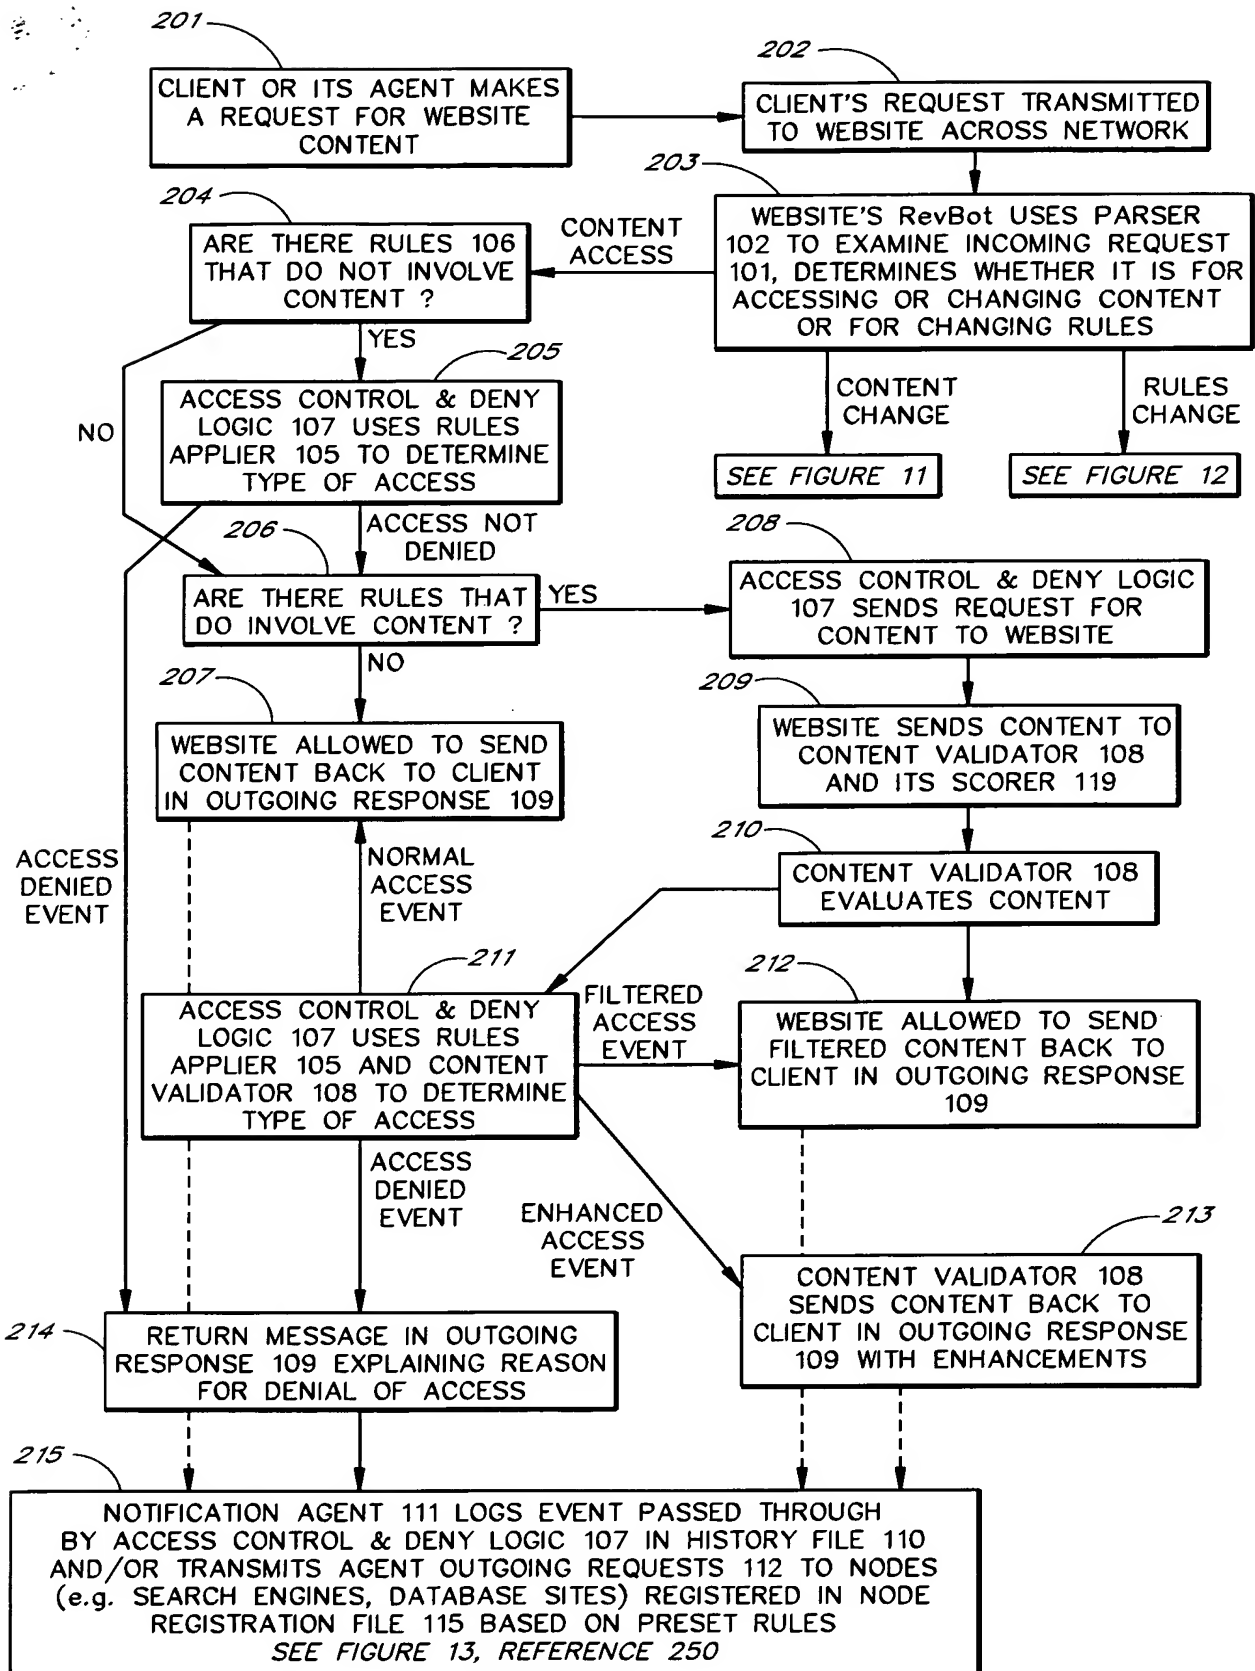 201
CLIENT OR ITS AGENT MAKES
A REQUEST FOR WEBSITE
CONTENT
202
CLIENT'S REQUEST TRANSMITTED
TO WEBSITE ACROSS NETWORK
203
WEBSITE'S RevBot USES PARSER
102 TO EXAMINE INCOMING REQUEST
101, DETERMINES WHETHER IT IS FOR
ACCESSING OR CHANGING CONTENT
OR FOR CHANGING RULES
CONTENT
ACCESS
204
ARE THERE RULES 106
THAT DO NOT INVOLVE
CONTENT ?
YES
NO
CONTENT
CHANGE
RULES
CHANGE
SEE FIGURE 11
SEE FIGURE 12
205
ACCESS CONTROL & DENY
LOGIC 107 USES RULES
APPLIER 105 TO DETERMINE
TYPE OF ACCESS
ACCESS NOT
DENIED
206
ARE THERE RULES THAT
DO INVOLVE CONTENT ?
YES
NO
208
ACCESS CONTROL & DENY LOGIC
107 SENDS REQUEST FOR
CONTENT TO WEBSITE
207
WEBSITE ALLOWED TO SEND
CONTENT BACK TO CLIENT
IN OUTGOING RESPONSE 109
209
WEBSITE SENDS CONTENT TO
CONTENT VALIDATOR 108
AND ITS SCORER 119
210
CONTENT VALIDATOR 108
EVALUATES CONTENT
ACCESS
DENIED
EVENT
NORMAL
ACCESS
EVENT
211
ACCESS CONTROL & DENY
LOGIC 107 USES RULES
APPLIER 105 AND CONTENT
VALIDATOR 108 TO DETERMINE
TYPE OF ACCESS
FILTERED
ACCESS
EVENT
212
WEBSITE ALLOWED TO SEND
FILTERED CONTENT BACK TO
CLIENT IN OUTGOING RESPONSE
109
ACCESS
DENIED
EVENT
ENHANCED
ACCESS
EVENT
213
CONTENT VALIDATOR 108
SENDS CONTENT BACK TO
CLIENT IN OUTGOING RESPONSE
109 WITH ENHANCEMENTS
214
RETURN MESSAGE IN OUTGOING
RESPONSE 109 EXPLAINING REASON
FOR DENIAL OF ACCESS
215
NOTIFICATION AGENT 111 LOGS EVENT PASSED THROUGH
BY ACCESS CONTROL & DENY LOGIC 107 IN HISTORY FILE 110
AND/OR TRANSMITS AGENT OUTGOING REQUESTS 112 TO NODES
(e.g. SEARCH ENGINES, DATABASE SITES) REGISTERED IN NODE
REGISTRATION FILE 115 BASED ON PRESET RULES
SEE FIGURE 13, REFERENCE 250